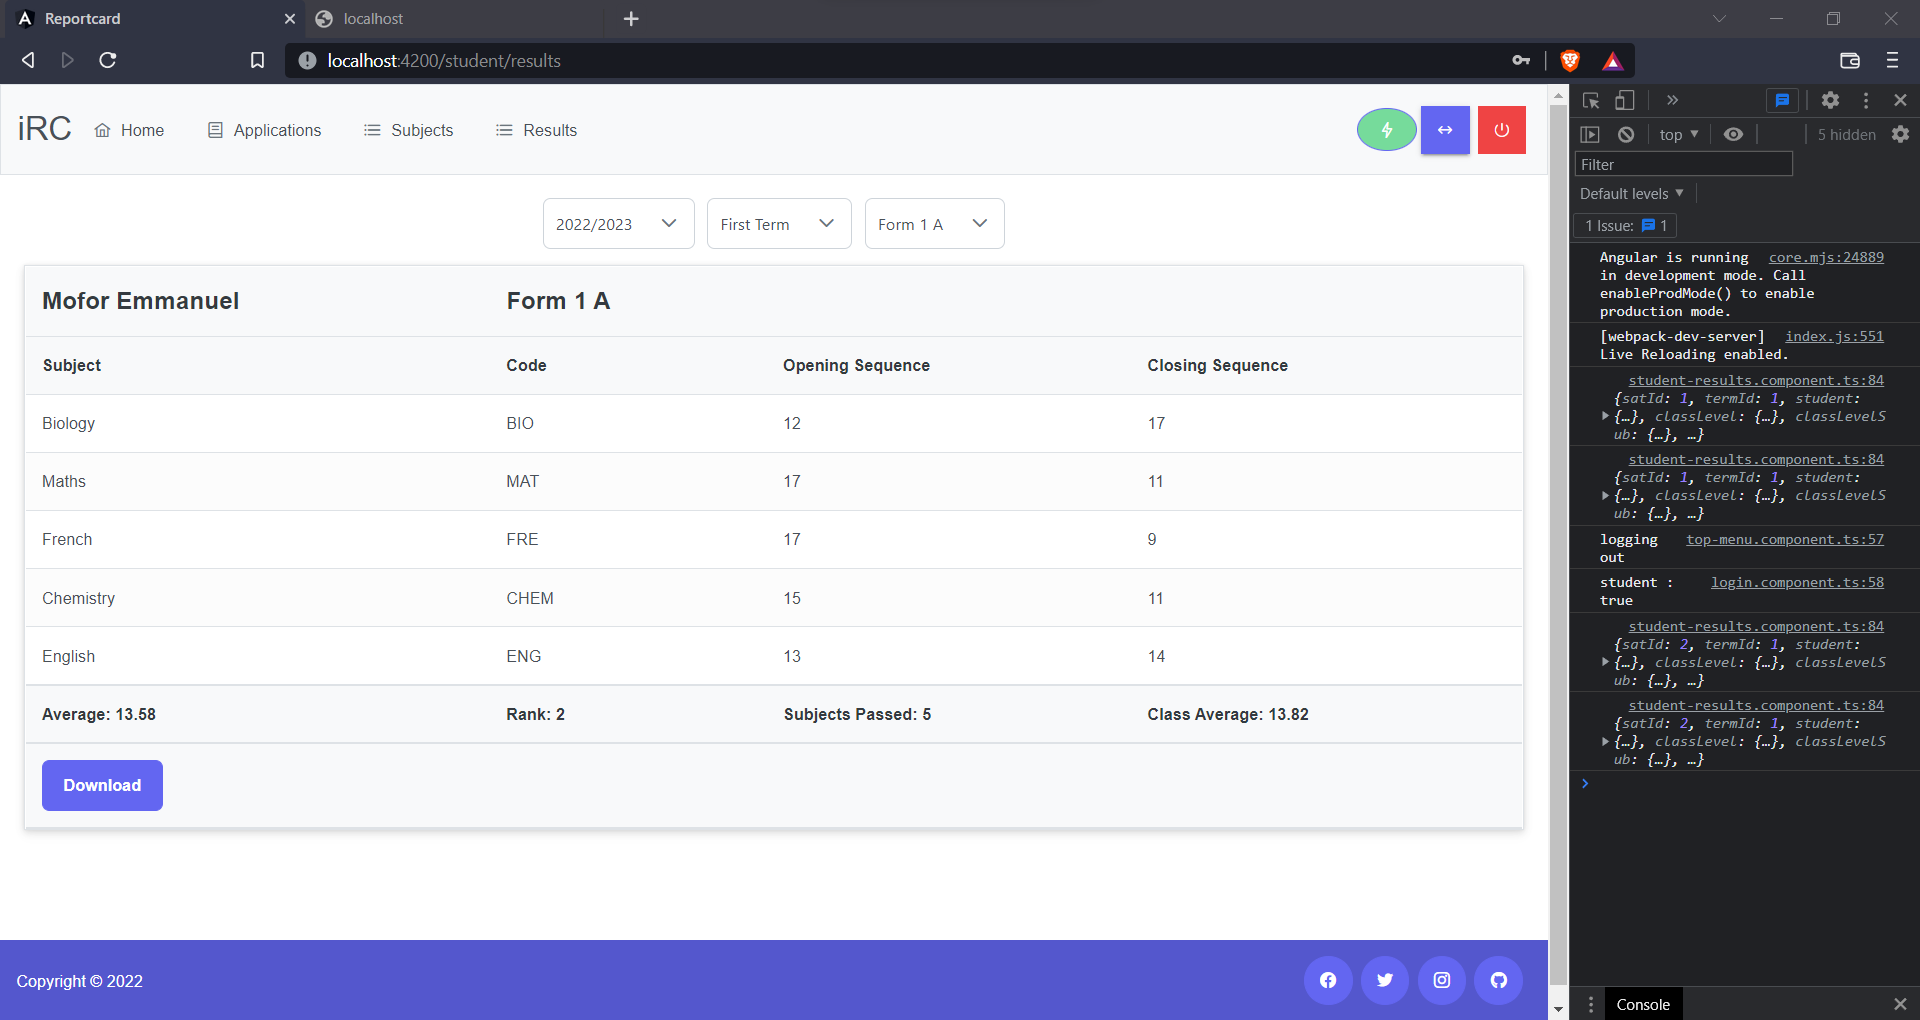 Reportcard
localhost
localhost:4200/student/results
iRC Home Applications Subjects Results
2022/2023 First Term Form 1 A
Mofor Emmanuel Form 1 A
Subject Code Opening Sequence Closing Sequence
Biology BIO 12 17
Maths MAT 17 11
French FRE 17 9
Chemistry CHEM 15 11
English ENG 13 14
Average: 13.58 Rank: 2 Subjects Passed: 5 Class Average: 13.82
Download
Copyright © 2022
top 5 hidden
Filter
Default levels
1 Issue: 1
Angular is running core.mjs:24889
in development mode. Call
enableProdMode() to enable
production mode.
[webpack-dev-server] index.js:551
Live Reloading enabled.
student-results.component.ts:84
{satId: 1, termId: 1, student:
{…}, classLevel: {…}, classLevelS
ub: {…}, …}
student-results.component.ts:84
{satId: 1, termId: 1, student:
{…}, classLevel: {…}, classLevelS
ub: {…}, …}
logging top-menu.component.ts:57
out
student : login.component.ts:58
true
student-results.component.ts:84
{satId: 2, termId: 1, student:
{…}, classLevel: {…}, classLevelS
ub: {…}, …}
student-results.component.ts:84
{satId: 2, termId: 1, student:
{…}, classLevel: {…}, classLevelS
ub: {…}, …}
Console